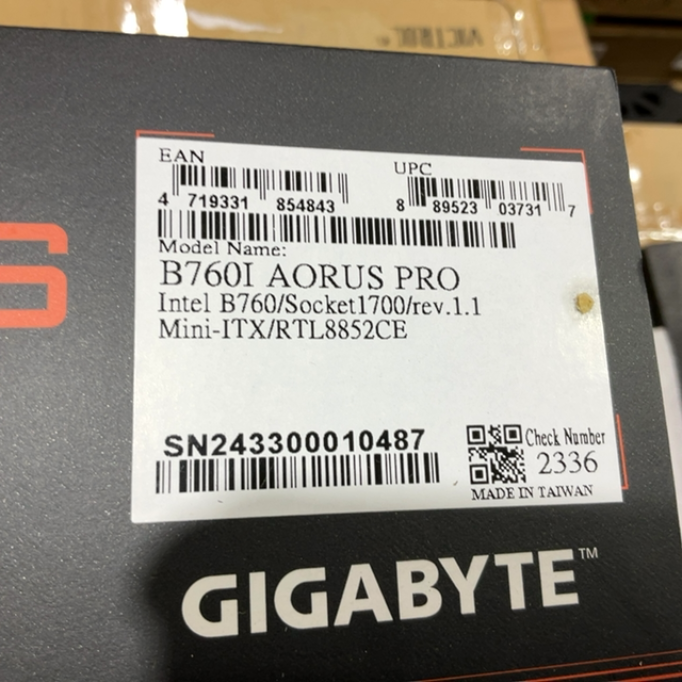 EAN
UPC
4 719331 854843
8 89523 03731 7
Model Name:
B760I AORUS PRO
Intel B760/Socket1700/rev.1.1
Mini-ITX/RTL8852CE
SN243300010487
Check Number
2336
MADE IN TAIWAN
GIGABYTE™
S